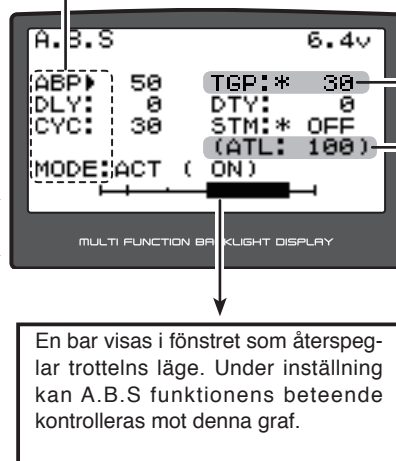 A.B.S 6.4v
ABP▶ 50 TGP:* 30
DLY: 0 DTY: 0
CYC: 30 STM:* OFF
(ATL: 100)
MODE:ACT ( ON)
MULTI FUNCTION BACKLIGHT DISPLAY
En bar visas i fönstret som återspeg-
lar trottelns läge. Under inställning
kan A.B.S funktionens beteende
kontrolleras mot denna graf.